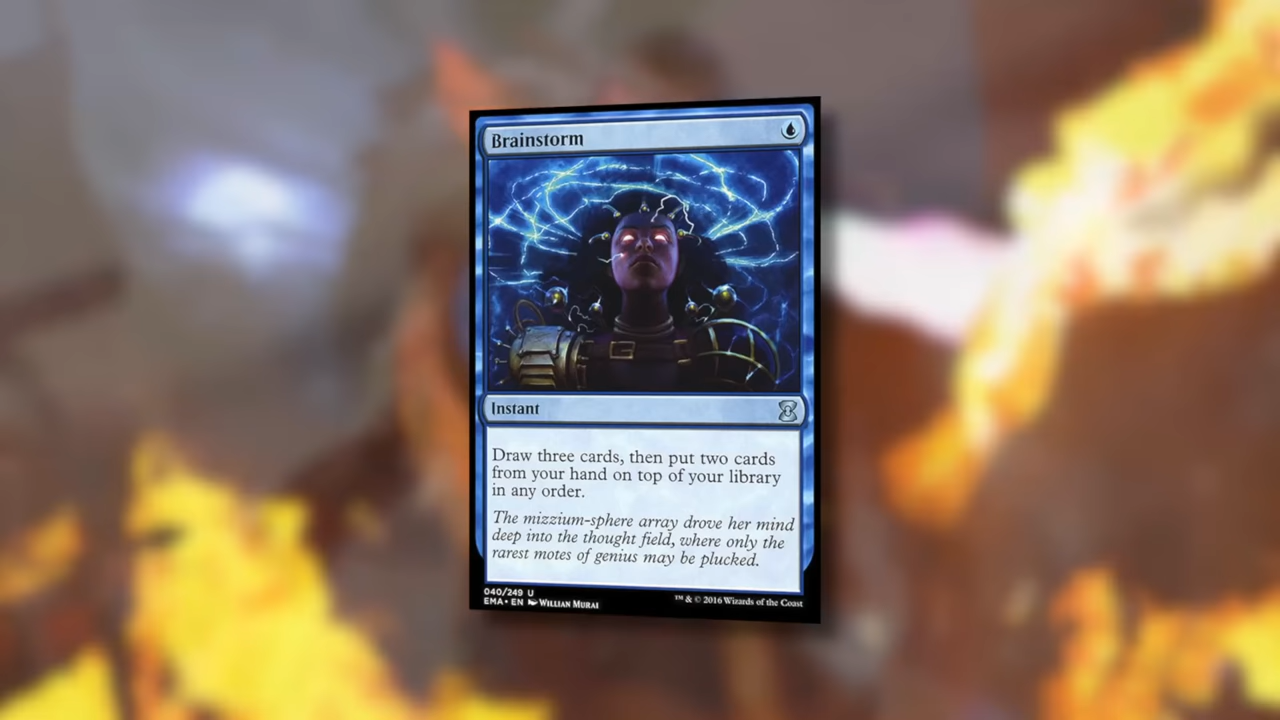 Brainstorm
Instant
Draw three cards, then put two cards
from your hand on top of your library
in any order.
The mizzium-sphere array drove her mind
deep into the thought field, where only the
rarest motes of genius may be plucked.
040/249 U
EMA • EN Willian Murai
™ & © 2016 Wizards of the Coast